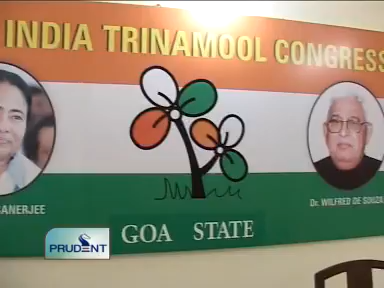 INDIA TRINAMOOL CONGRESS
ANERJEE
Dr. WILFRED DE SOUZA
GOA STATE
PRUDENT